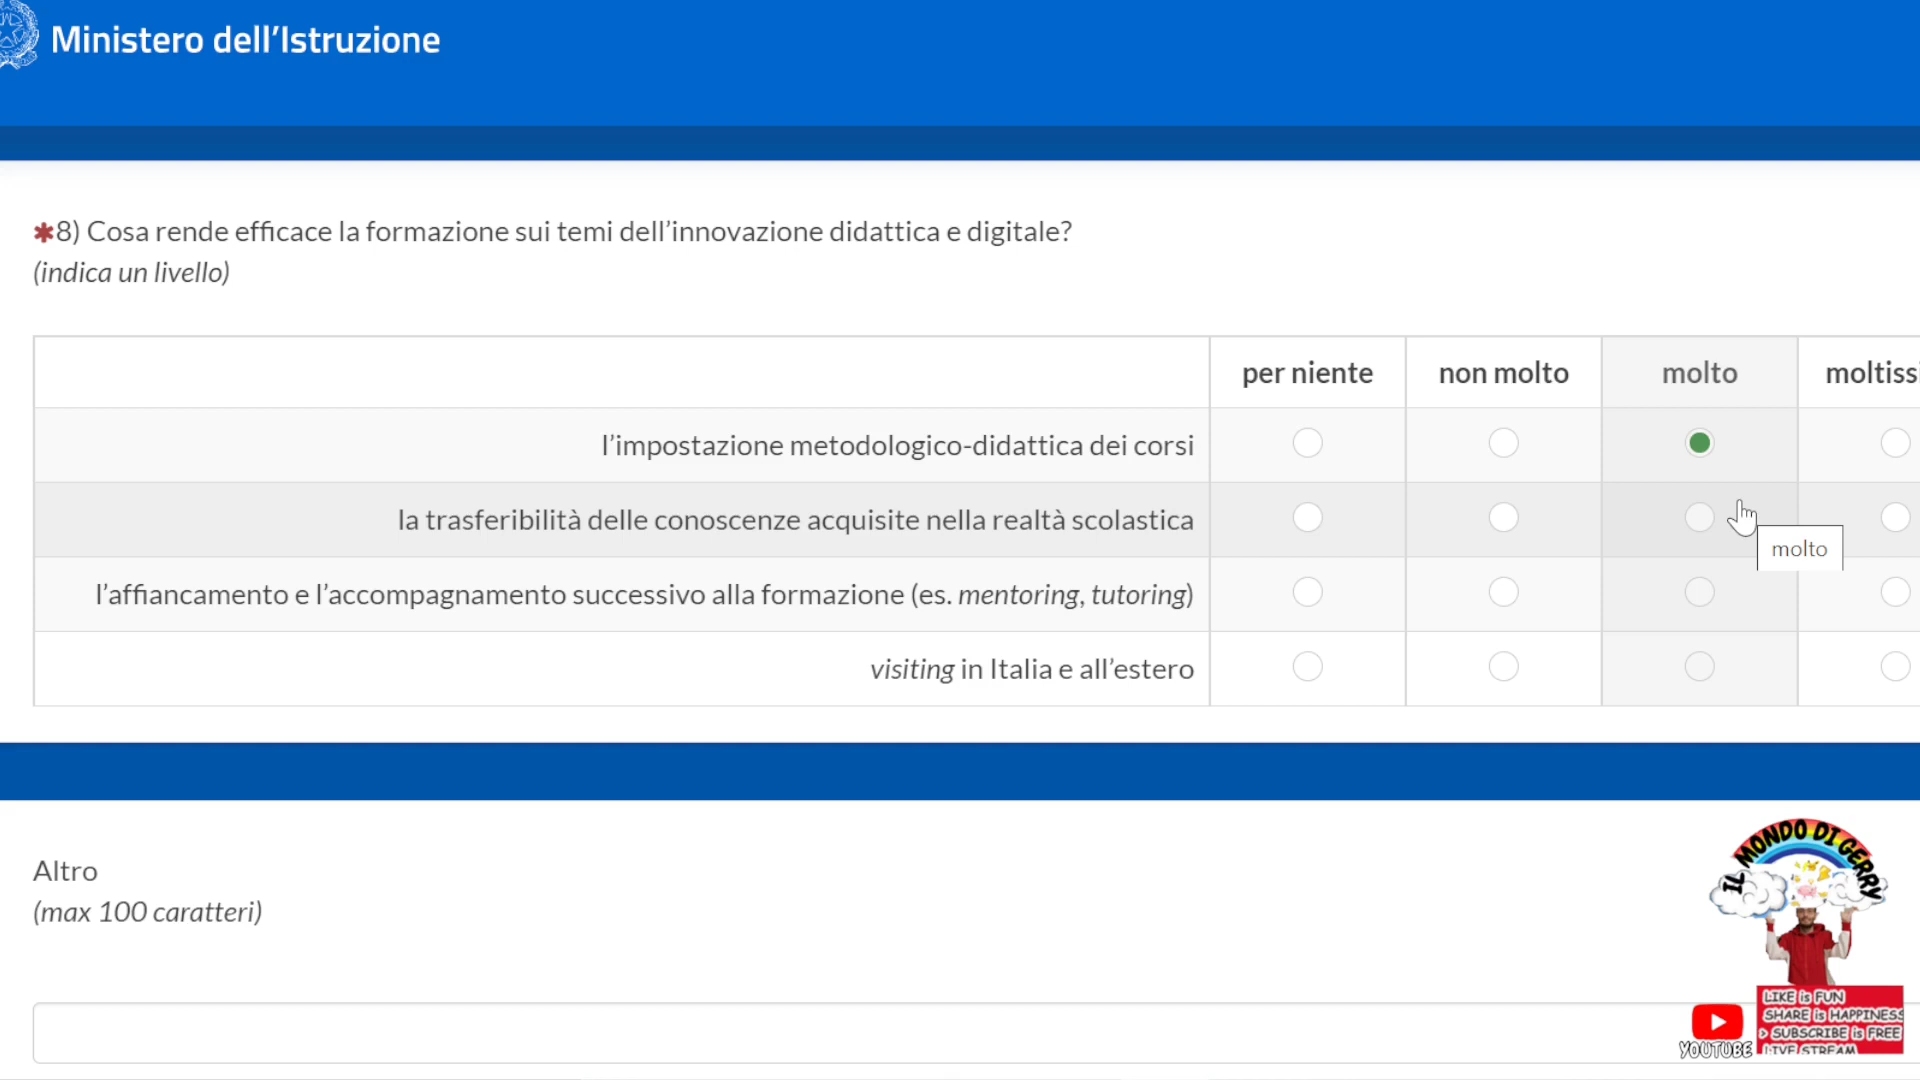 Ministero dell’Istruzione
✱8) Cosa rende efficace la formazione sui temi dell’innovazione didattica e digitale?
(indica un livello)
per niente non molto molto moltissi
l’impostazione metodologico-didattica dei corsi
la trasferibilità delle conoscenze acquisite nella realtà scolastica
molto
l’affiancamento e l’accompagnamento successivo alla formazione (es. mentoring, tutoring)
visiting in Italia e all’estero
Altro
(max 100 caratteri)
IL MONDO DI GERRY
LIKE is FUN
SHARE is HAPPINESS
> SUBSCRIBE is FREE
LIVE STREAM
YOUTUBE